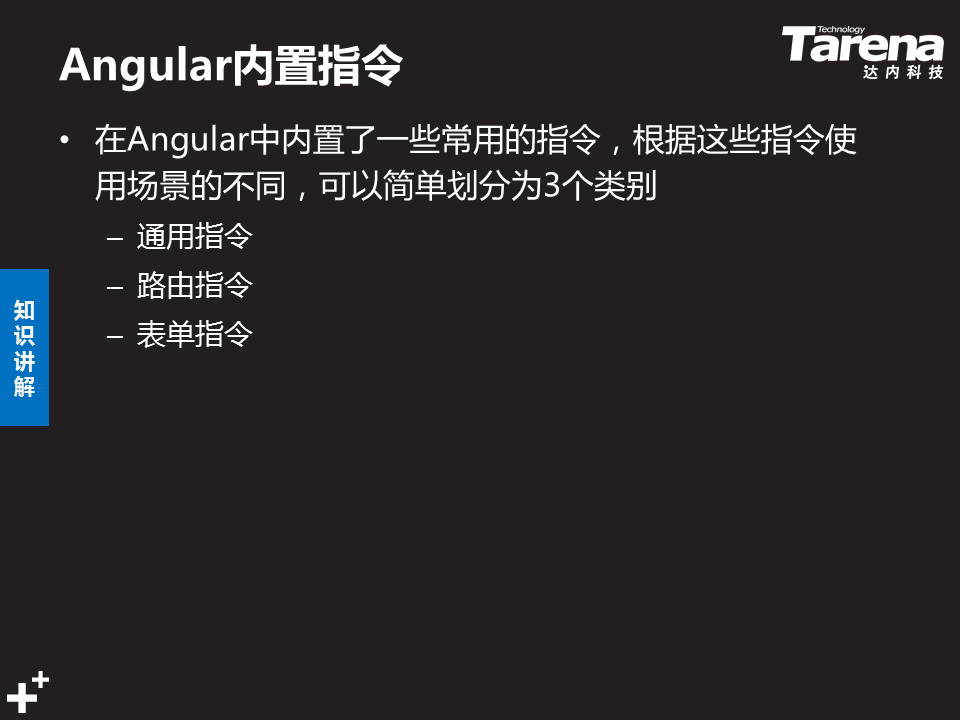 Angular内置指令
Technology
Tarena
达内科技
• 在Angular中内置了一些常用的指令，根据这些指令使
用场景的不同，可以简单划分为3个类别
– 通用指令
– 路由指令
– 表单指令
知
识
讲
解